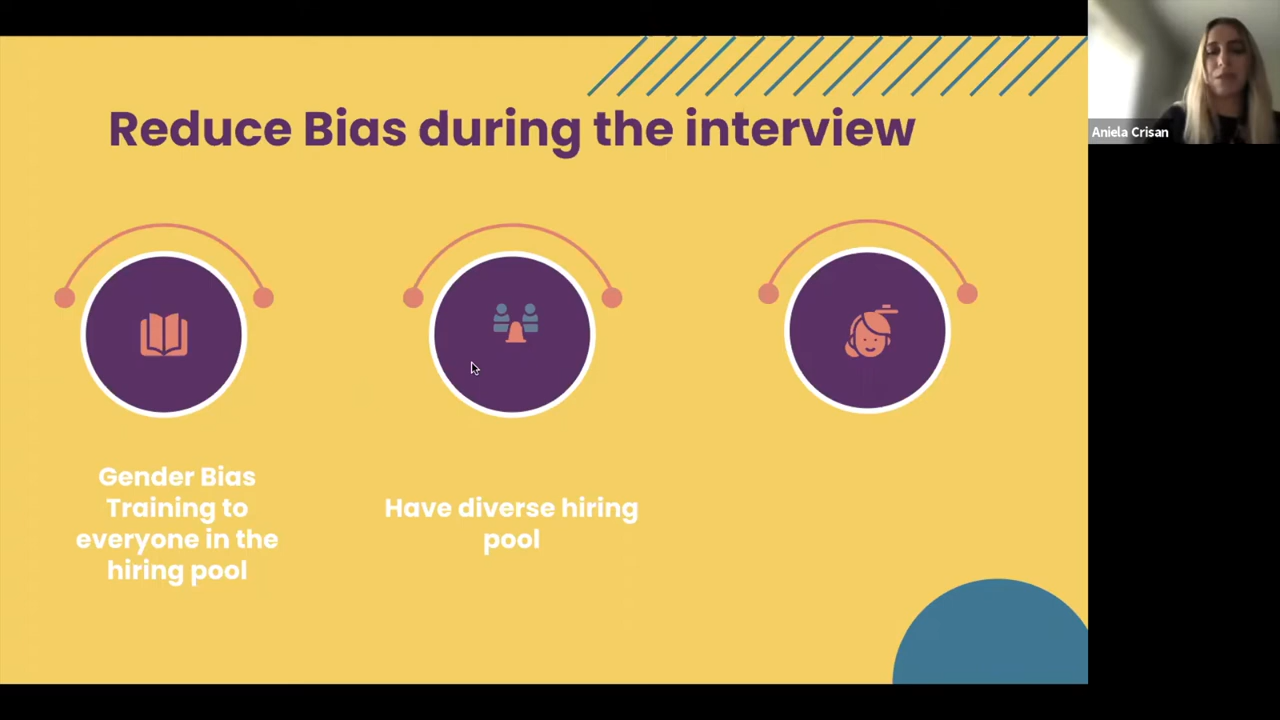 Reduce Bias during the interview
Aniela Crisan
Gender Bias
Training to
everyone in the
hiring pool
Have diverse hiring
pool